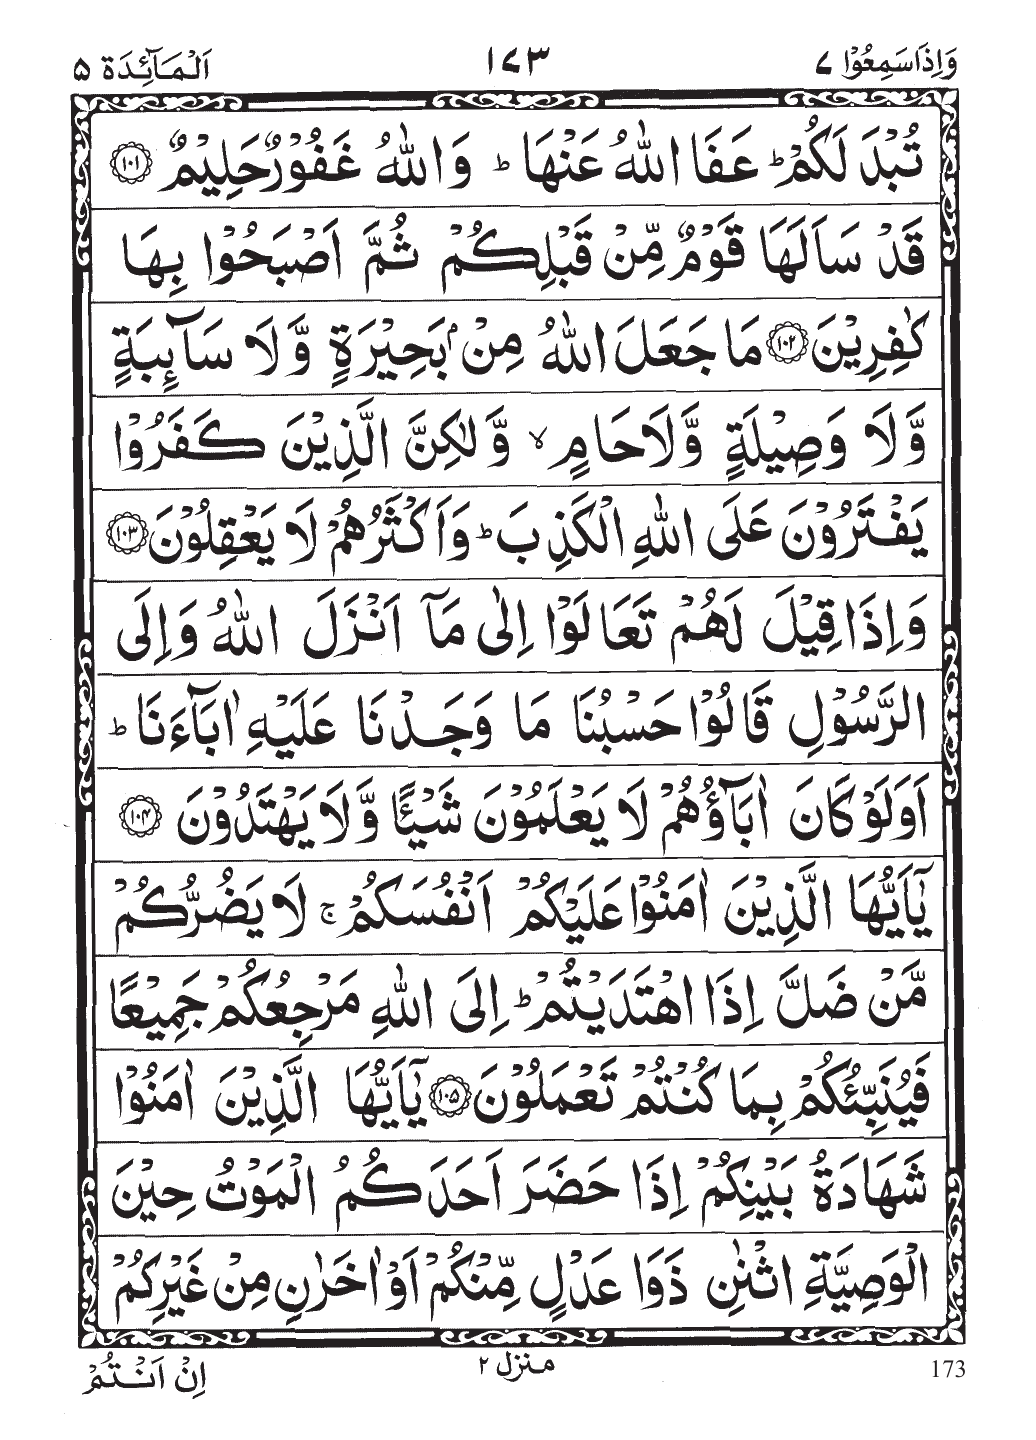 وَاِذَاسَمِعُوْا ٧
١٧٣
اَلْمَآئِدَة ٥
تُبْدَ لَكُمْ ؕ عَفَا اللّٰهُ عَنْهَا ؕ وَاللّٰهُ غَفُوْرٌ حَلِيْمٌ ١٠١
قَدْ سَاَلَهَا قَوْمٌ مِّنْ قَبْلِكُمْ ثُمَّ اَصْبَحُوْا بِهَا
كٰفِرِيْنَ ١٠٢ مَا جَعَلَ اللّٰهُ مِنْۢ بَحِيْرَةٍ وَّلَا سَآئِبَةٍ
وَّلَا وَصِيْلَةٍ وَّلَا حَامٍ ۙ وَّلٰكِنَّ الَّذِيْنَ كَفَرُوْا
يَفْتَرُوْنَ عَلَى اللّٰهِ الْكَذِبَ ؕ وَاَكْثَرُهُمْ لَا يَعْقِلُوْنَ ١٠٣
وَاِذَا قِيْلَ لَهُمْ تَعَالَوْا اِلٰى مَآ اَنْزَلَ اللّٰهُ وَاِلَى
الرَّسُوْلِ قَالُوْا حَسْبُنَا مَا وَجَدْنَا عَلَيْهِ اٰبَآءَنَا ؕ
اَوَلَوْ كَانَ اٰبَآؤُهُمْ لَا يَعْلَمُوْنَ شَيْـًٔا وَّلَا يَهْتَدُوْنَ ١٠٤
يٰۤاَيُّهَا الَّذِيْنَ اٰمَنُوْا عَلَيْكُمْ اَنْفُسَكُمْ ۚ لَا يَضُرُّكُمْ
مَّنْ ضَلَّ اِذَا اهْتَدَيْتُمْ ؕ اِلَى اللّٰهِ مَرْجِعُكُمْ جَمِيْعًا
فَيُنَبِّئُكُمْ بِمَا كُنْتُمْ تَعْمَلُوْنَ ١٠٥ يٰۤاَيُّهَا الَّذِيْنَ اٰمَنُوْا
شَهَادَةُ بَيْنِكُمْ اِذَا حَضَرَ اَحَدَكُمُ الْمَوْتُ حِيْنَ
الْوَصِيَّةِ اثْنٰنِ ذَوَا عَدْلٍ مِّنْكُمْ اَوْ اٰخَرٰنِ مِنْ غَيْرِكُمْ
173
منزل ٢
اِنْ اَنْتُمْ